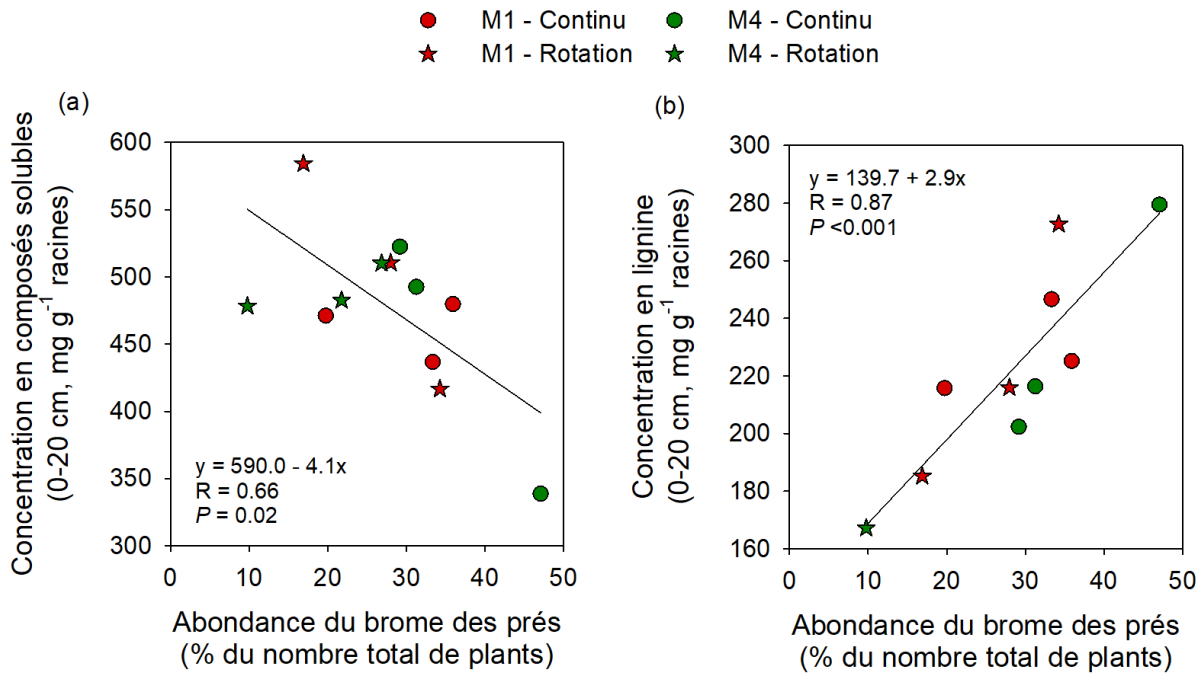 M1 - Continu
M4 - Continu
M1 - Rotation
M4 - Rotation
(a)
Concentration en composés solubles
(0-20 cm, mg g⁻¹ racines)
600
550
500
450
400
350
300
y = 590.0 - 4.1x
R = 0.66
P = 0.02
0 10 20 30 40 50
Abondance du brome des prés
(% du nombre total de plants)
(b)
Concentration en lignine
(0-20 cm, mg g⁻¹ racines)
300
280
260
240
220
200
180
160
y = 139.7 + 2.9x
R = 0.87
P <0.001
0 10 20 30 40 50
Abondance du brome des prés
(% du nombre total de plants)